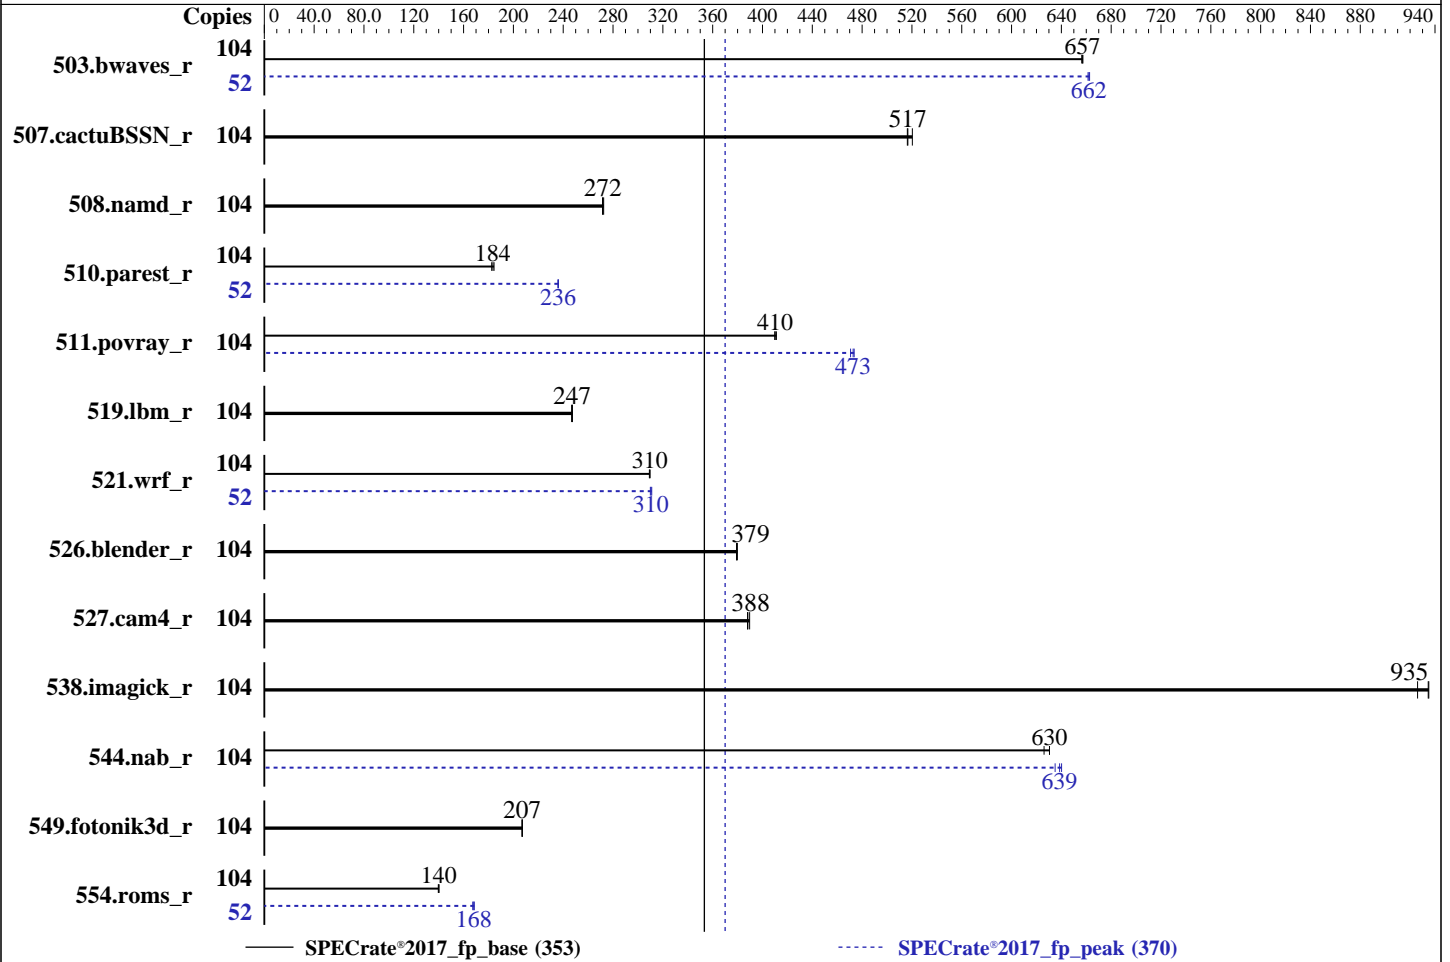 Copies 0 40.0 80.0 120 160 200 240 280 320 360 400 440 480 520 560 600 640 680 720 760 800 840 880 940
503.bwaves_r 104 657
52 662
507.cactuBSSN_r 104 517
508.namd_r 104 272
510.parest_r 104 184
52 236
511.povray_r 104 410
473
519.lbm_r 104 247
521.wrf_r 104 310
52 310
526.blender_r 104 379
527.cam4_r 104 388
538.imagick_r 104 935
544.nab_r 104 630
639
549.fotonik3d_r 104 207
554.roms_r 104 140
52 168
SPECrate®2017_fp_base (353) SPECrate®2017_fp_peak (370)